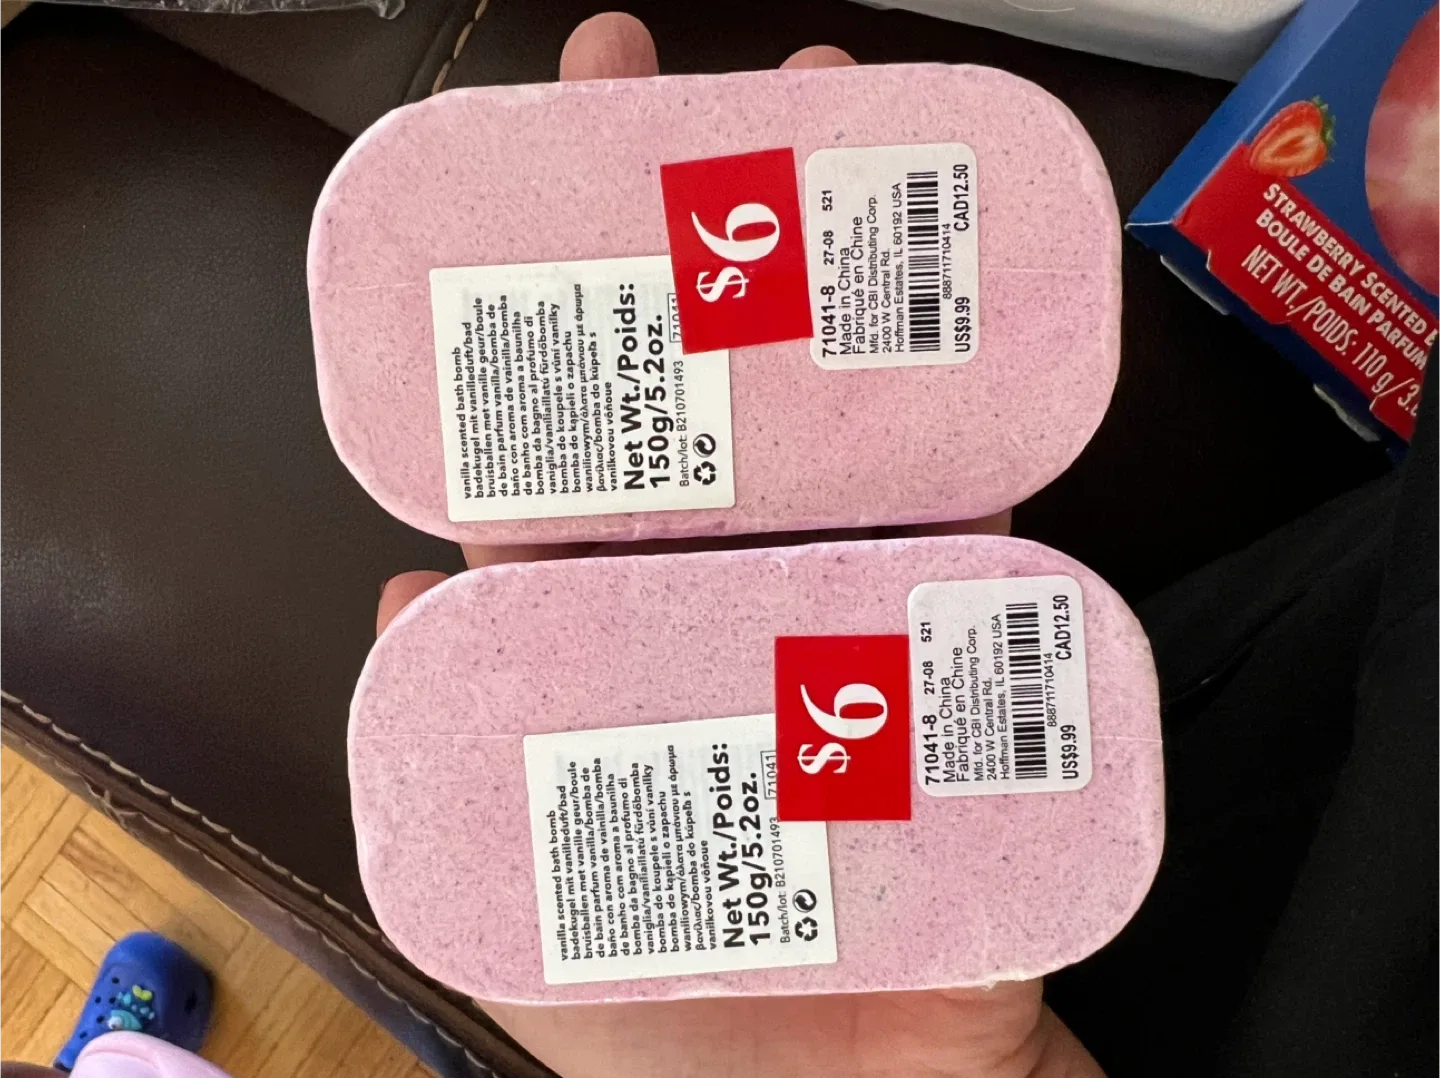 vanilla scented bath bomb
badekugel mit vanilleduft/bad
bruisballen met vanille geur/boule
de bain parfum vanilla/bomba de
baño con aroma de vainilla/bomba
de banho com aroma a baunilha
bomba da bagno al profumo di
vaniglia/vaníliaillatú fürdőbomba
bomba do koupele s vůní vanilky
bomba do kąpieli o zapachu
waniliowym/άλατα μπάνιου με άρωμα
βανίλιας/bomba do kúpeľa s
vanilkovou vôňoue
Net Wt./Poids:
150g/5.2oz.
Batch/lot: B210701493
71041
$6
71041-8 27-08 521
Made in China
Fabriqué en Chine
Mfd. for CBI Distributing Corp.
2400 W Central Rd.
Hoffman Estates, IL 60192 USA
888711710414
US$9.99 CAD12.50
vanilla scented bath bomb
badekugel mit vanilleduft/bad
bruisballen met vanille geur/boule
de bain parfum vanilla/bomba de
baño con aroma de vainilla/bomba
de banho com aroma a baunilha
bomba da bagno al profumo di
vaniglia/vaníliaillatú fürdőbomba
bomba do koupele s vůní vanilky
bomba do kąpieli o zapachu
waniliowym/άλατα μπάνιου με άρωμα
βανίλιας/bomba do kúpeľa s
vanilkovou vôňoue
Net Wt./Poids:
150g/5.2oz.
Batch/lot: B210701493
71041
$6
71041-8 27-08 521
Made in China
Fabriqué en Chine
Mfd. for CBI Distributing Corp.
2400 W Central Rd.
Hoffman Estates, IL 60192 USA
888711710414
US$9.99 CAD12.50
STRAWBERRY SCENTED
BOULE DE BAIN PARFUM
NET WT./POIDS: 110 g/3.